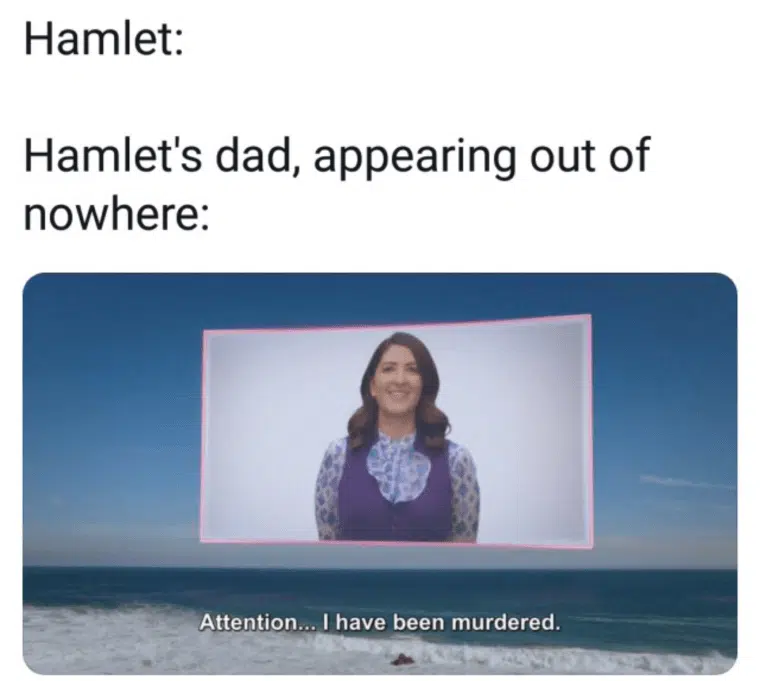 Hamlet:
Hamlet's dad, appearing out of
nowhere:
Attention... I have been murdered.